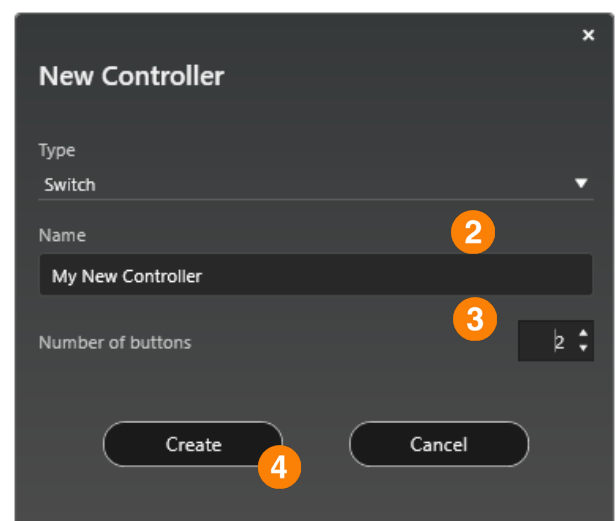 ×
New Controller
Type
Switch
Name
2
My New Controller
3
Number of buttons
2
Create
Cancel
4